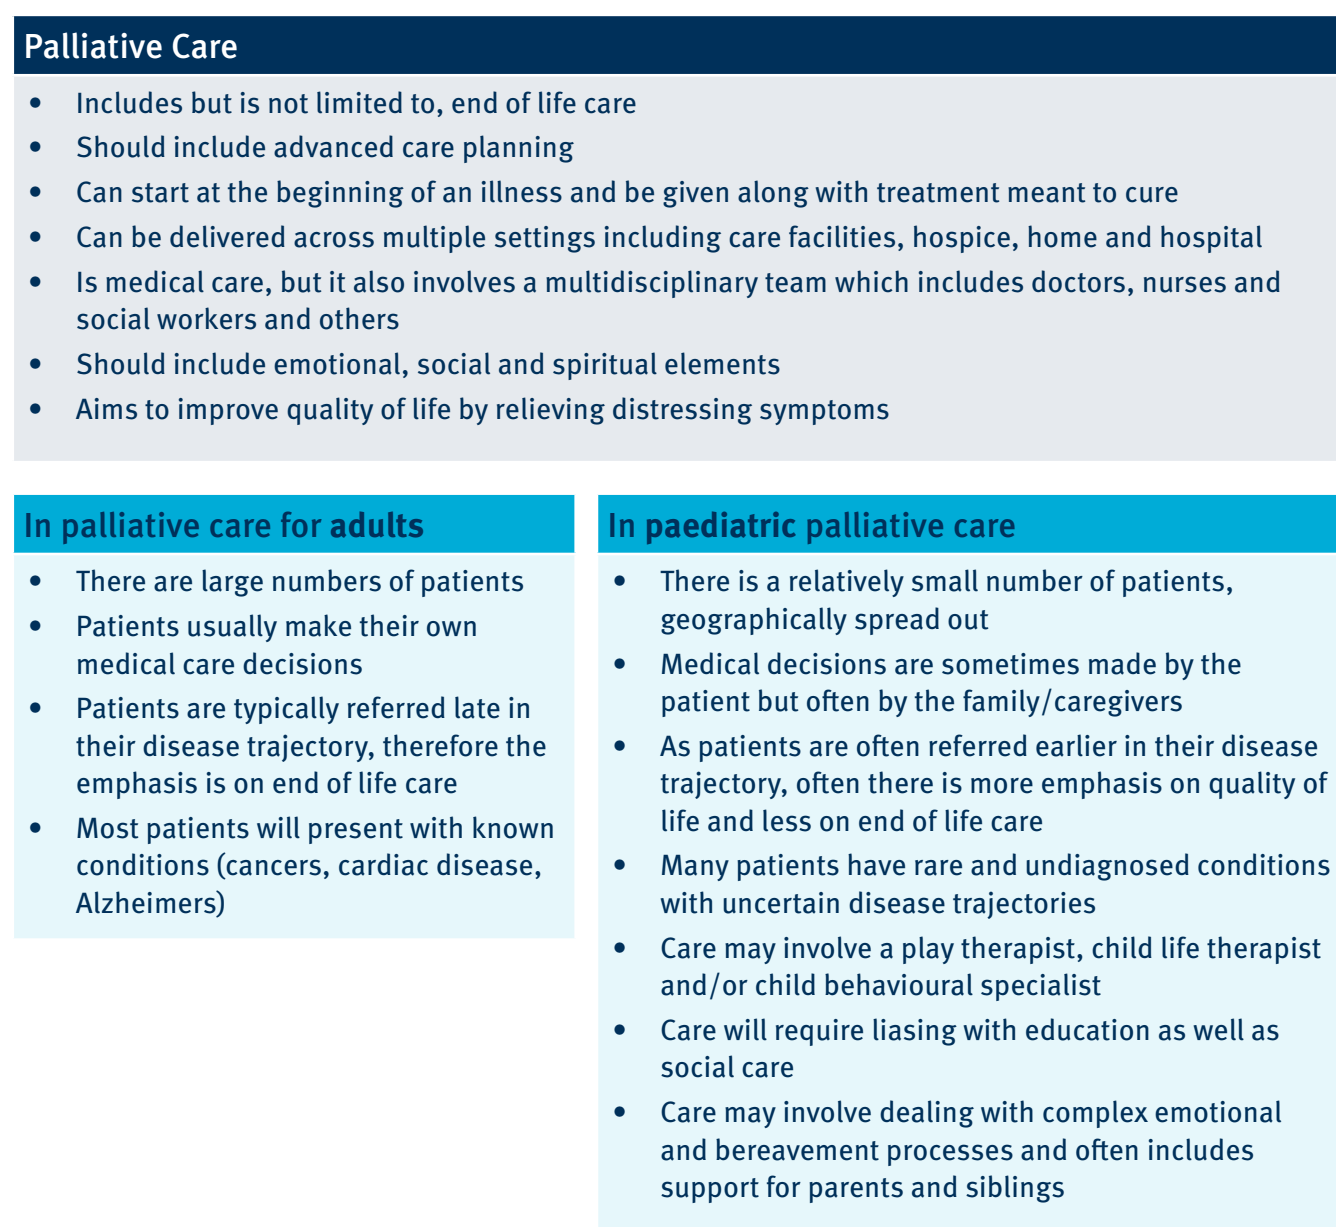 Palliative Care
• Includes but is not limited to, end of life care
• Should include advanced care planning
• Can start at the beginning of an illness and be given along with treatment meant to cure
• Can be delivered across multiple settings including care facilities, hospice, home and hospital
• Is medical care, but it also involves a multidisciplinary team which includes doctors, nurses and
social workers and others
• Should include emotional, social and spiritual elements
• Aims to improve quality of life by relieving distressing symptoms
In palliative care for adults
• There are large numbers of patients
• Patients usually make their own
medical care decisions
• Patients are typically referred late in
their disease trajectory, therefore the
emphasis is on end of life care
• Most patients will present with known
conditions (cancers, cardiac disease,
Alzheimers)
In paediatric palliative care
• There is a relatively small number of patients,
geographically spread out
• Medical decisions are sometimes made by the
patient but often by the family/caregivers
• As patients are often referred earlier in their disease
trajectory, often there is more emphasis on quality of
life and less on end of life care
• Many patients have rare and undiagnosed conditions
with uncertain disease trajectories
• Care may involve a play therapist, child life therapist
and/or child behavioural specialist
• Care will require liasing with education as well as
social care
• Care may involve dealing with complex emotional
and bereavement processes and often includes
support for parents and siblings